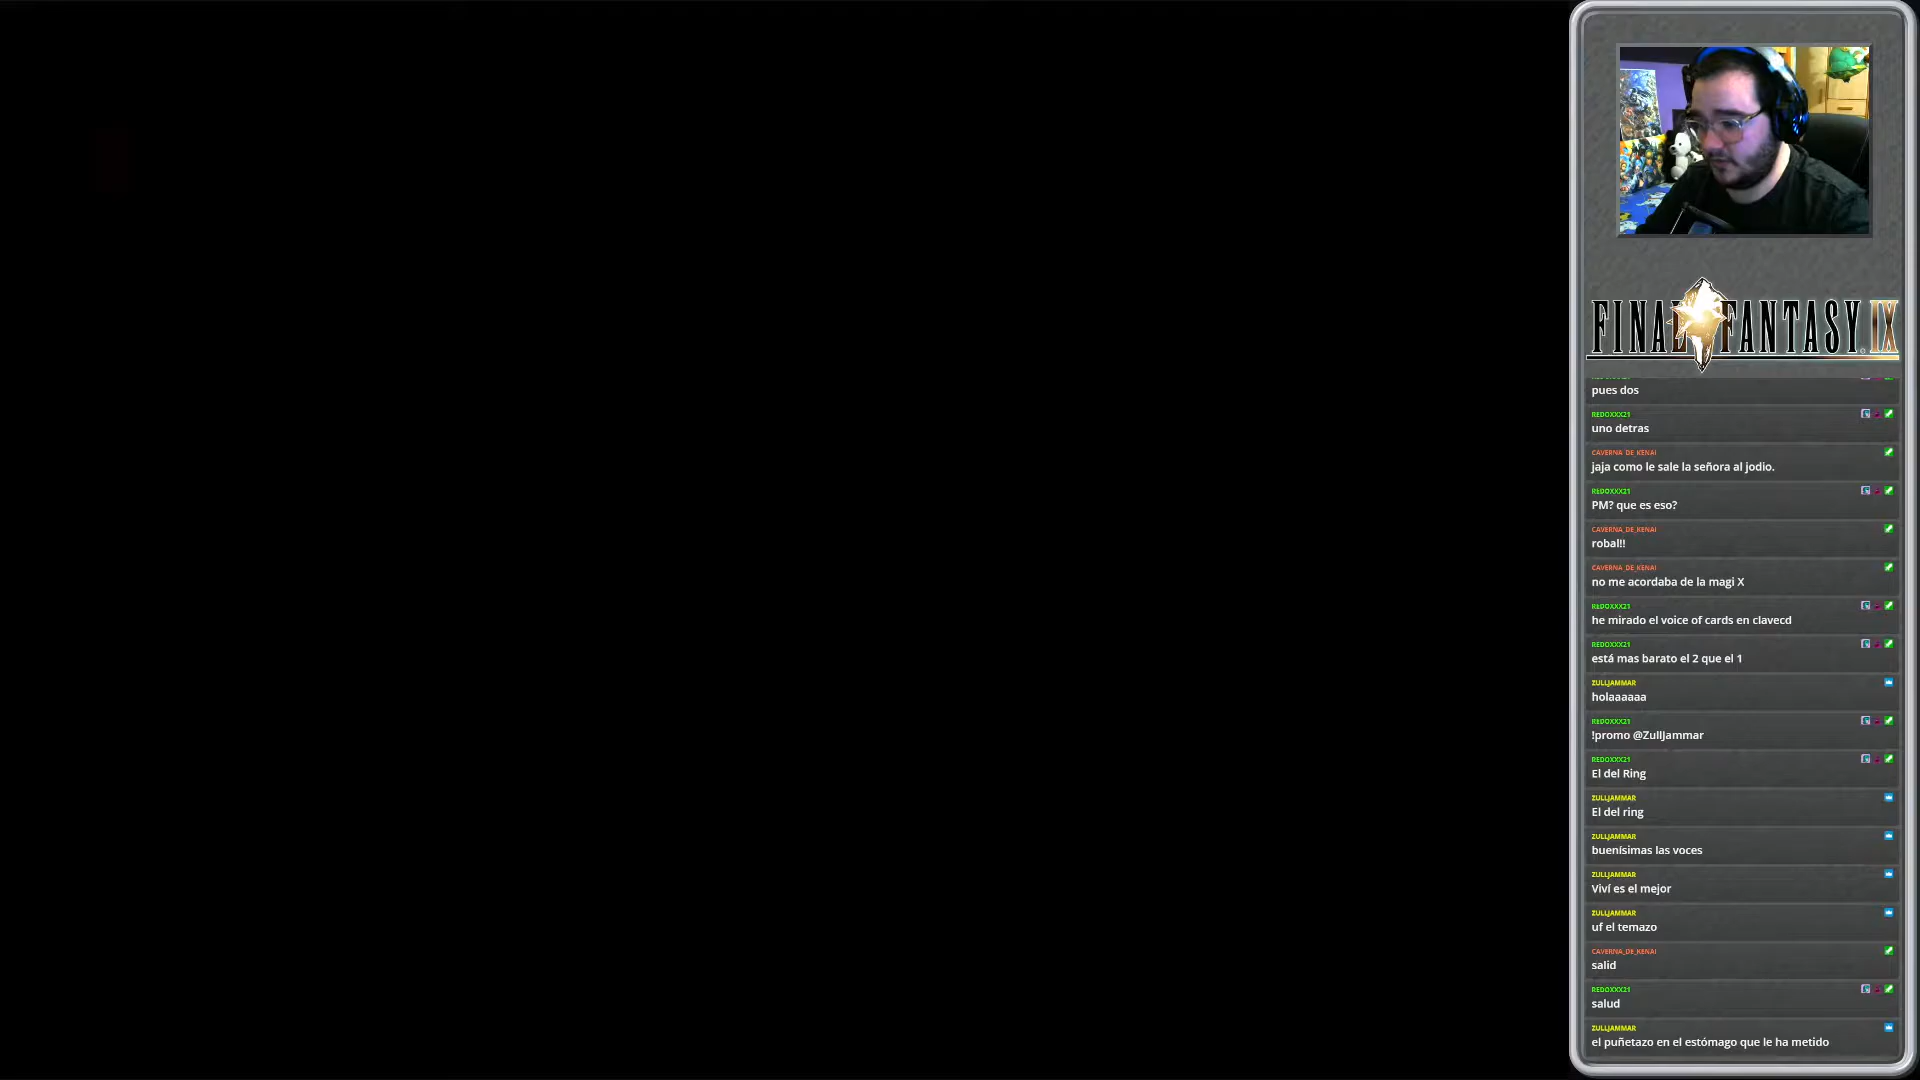 FINAL FANTASY IX
pues dos
REDOXXX21
uno detras
CAVERNA_DE_KENAI
jaja como le sale la señora al jodio.
REDOXXX21
PM? que es eso?
CAVERNA_DE_KENAI
robal!!
CAVERNA_DE_KENAI
no me acordaba de la magi X
REDOXXX21
he mirado el voice of cards en clavecd
REDOXXX21
está mas barato el 2 que el 1
ZULLJAMMAR
holaaaaaa
REDOXXX21
!promo @ZullJammar
REDOXXX21
El del Ring
ZULLJAMMAR
El del ring
ZULLJAMMAR
buenísimas las voces
ZULLJAMMAR
Viví es el mejor
ZULLJAMMAR
uf el temazo
CAVERNA_DE_KENAI
salid
REDOXXX21
salud
ZULLJAMMAR
el puñetazo en el estómago que le ha metido